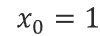 x₀ = 1